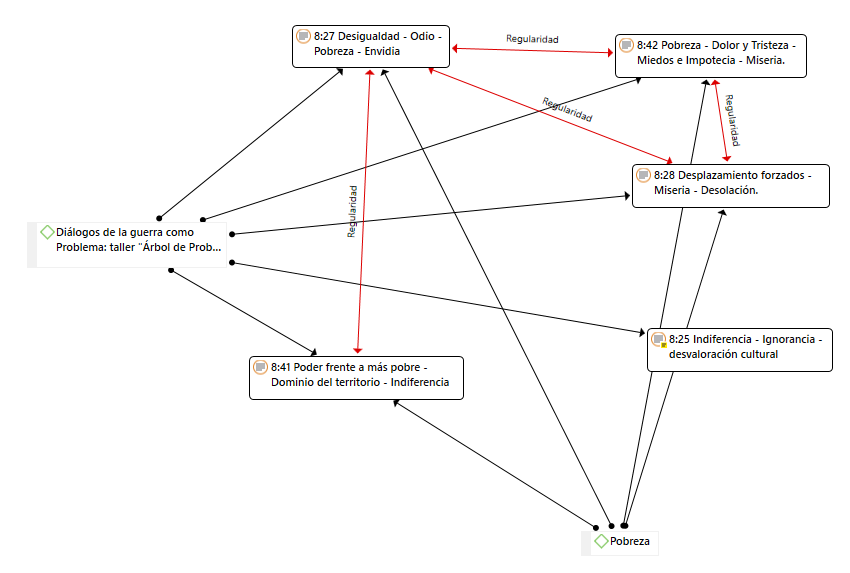 8:27 Desigualdad - Odio -
Pobreza - Envidia
Regularidad
8:42 Pobreza - Dolor y Tristeza -
Miedos e Impotecia - Miseria.
Regularidad
Regularidad
8:28 Desplazamiento forzados -
Miseria - Desolación.
Regularidad
Diálogos de la guerra como
Problema: taller "Árbol de Prob...
8:25 Indiferencia - Ignorancia -
desvaloración cultural
8:41 Poder frente a más pobre -
Dominio del territorio - Indiferencia
Pobreza